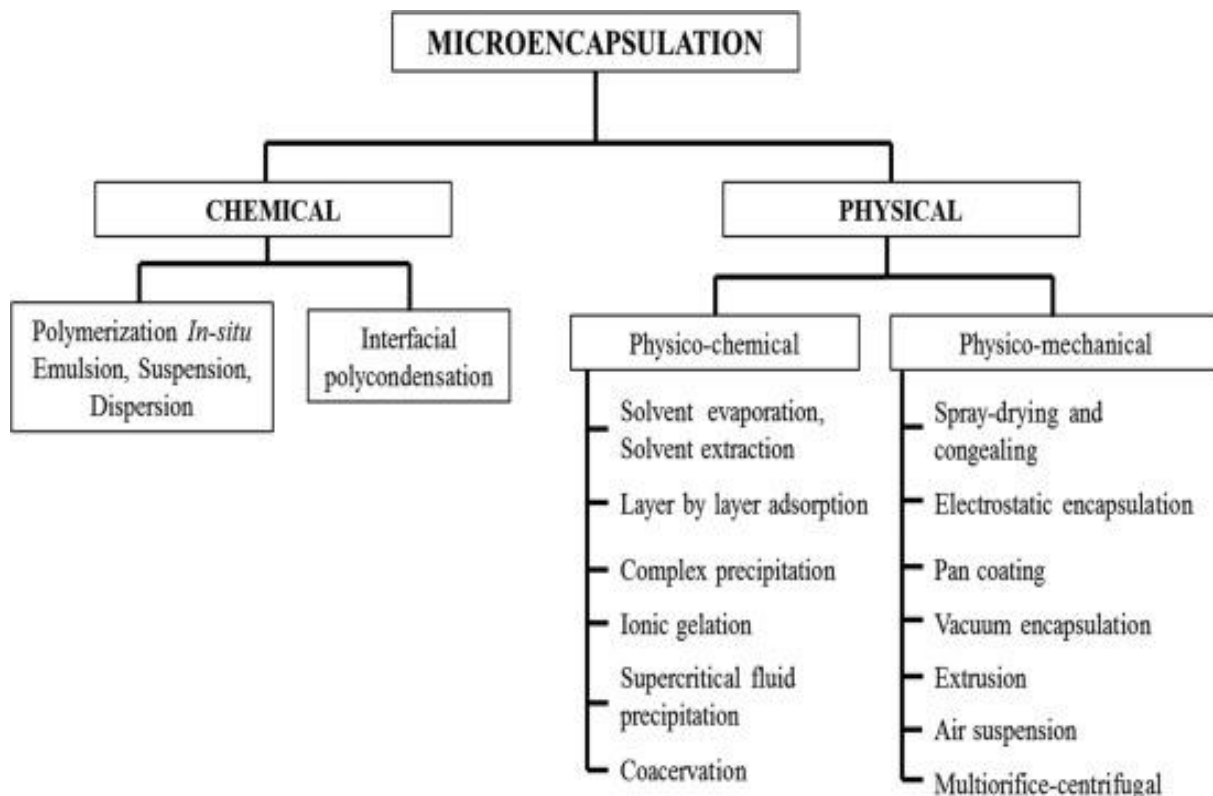 MICROENCAPSULATION
CHEMICAL
PHYSICAL
Polymerization In-situ
Emulsion, Suspension,
Dispersion
Interfacial
polycondensation
Physico-chemical
Solvent evaporation,
Solvent extraction
Layer by layer adsorption
Complex precipitation
Ionic gelation
Supercritical fluid
precipitation
Coacervation
Physico-mechanical
Spray-drying and
congealing
Electrostatic encapsulation
Pan coating
Vacuum encapsulation
Extrusion
Air suspension
Multiorifice-centrifugal